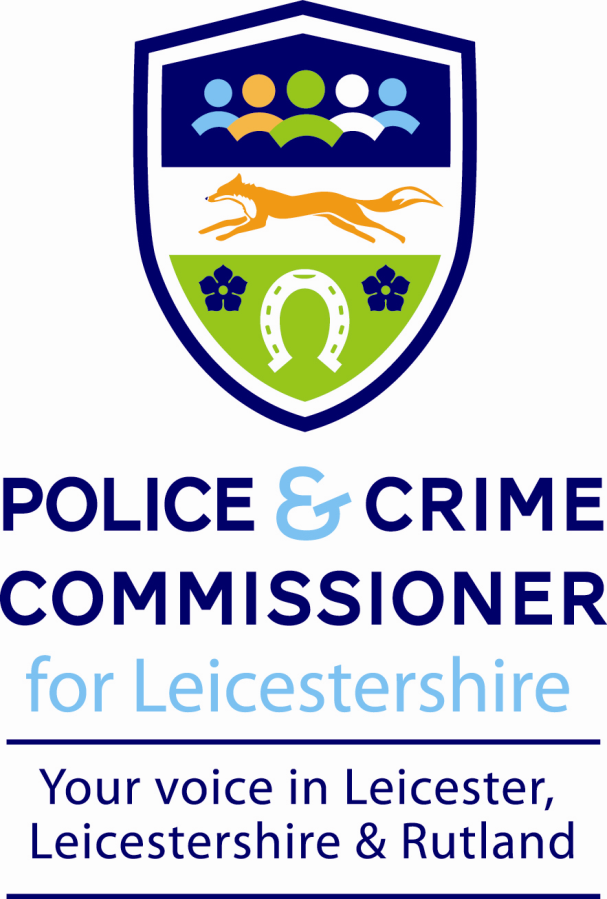 POLICE & CRIME
COMMISSIONER
for Leicestershire
Your voice in Leicester,
Leicestershire & Rutland